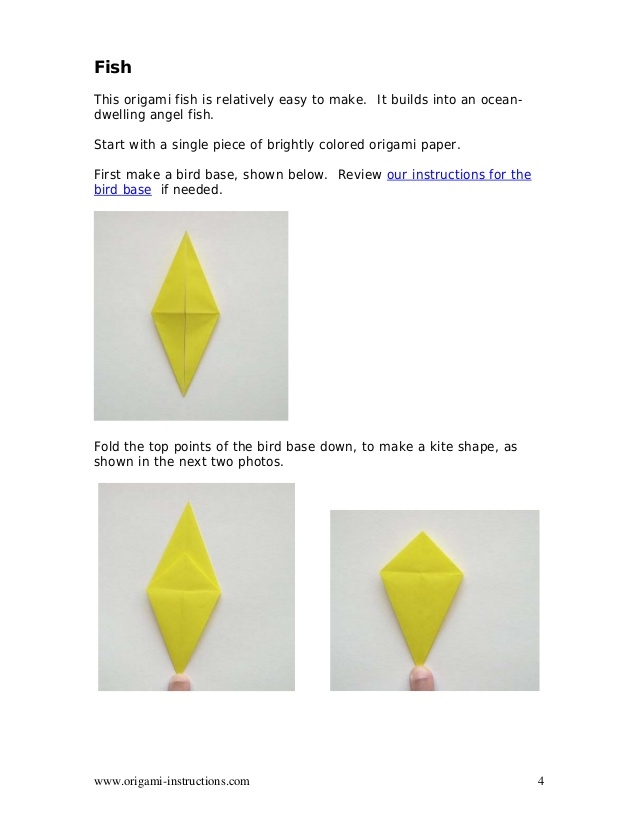 Fish
This origami fish is relatively easy to make. It builds into an ocean-
dwelling angel fish.
Start with a single piece of brightly colored origami paper.
First make a bird base, shown below. Review our instructions for the
bird base if needed.
Fold the top points of the bird base down, to make a kite shape, as
shown in the next two photos.
www.origami-instructions.com 4